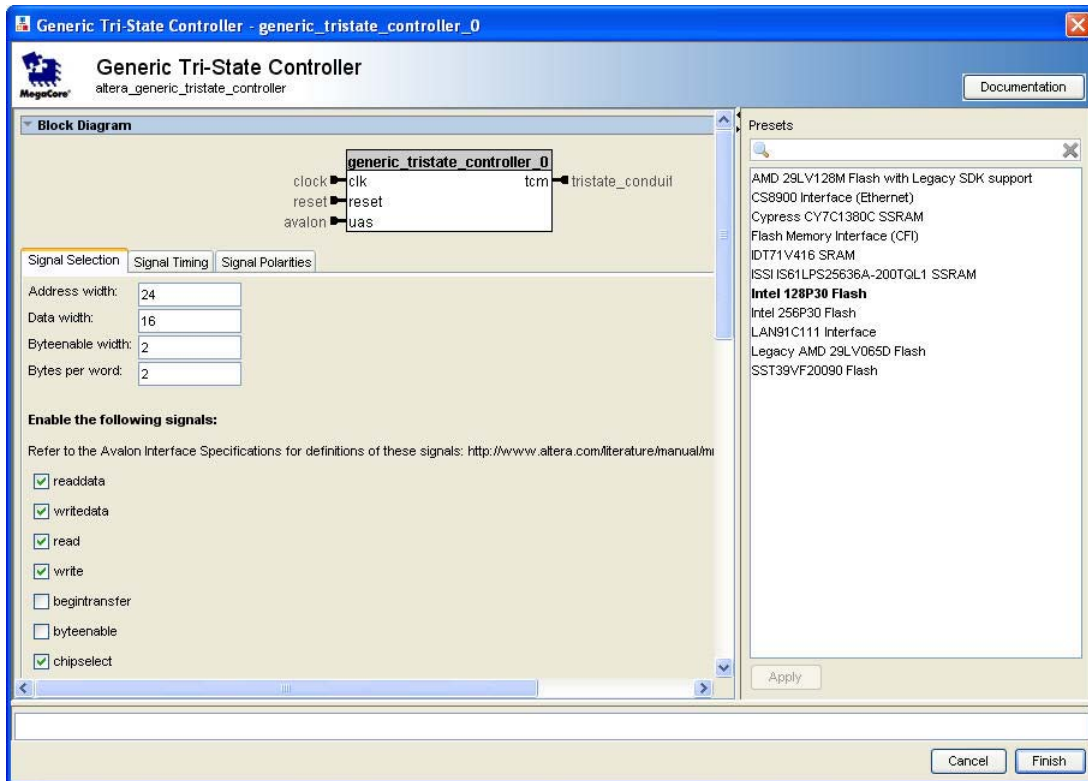 Generic Tri-State Controller - generic_tristate_controller_0
MegaCore®
Generic Tri-State Controller
altera_generic_tristate_controller
Documentation
Block Diagram
generic_tristate_controller_0
clock clk tcm tristate_conduit
reset reset
avalon uas
Signal Selection Signal Timing Signal Polarities
Address width: 24
Data width: 16
Byteenable width: 2
Bytes per word: 2
Enable the following signals:
Refer to the Avalon Interface Specifications for definitions of these signals: http://www.altera.com/literature/manual/m
readdata
writedata
read
write
begintransfer
byteenable
chipselect
Presets
AMD 29LV128M Flash with Legacy SDK support
CS8900 Interface (Ethernet)
Cypress CY7C1380C SSRAM
Flash Memory Interface (CFI)
IDT71V416 SRAM
ISSI IS61LPS25636A-200TQL1 SSRAM
Intel 128P30 Flash
Intel 256P30 Flash
LAN91C111 Interface
Legacy AMD 29LV065D Flash
SST39VF20090 Flash
Apply
Cancel Finish